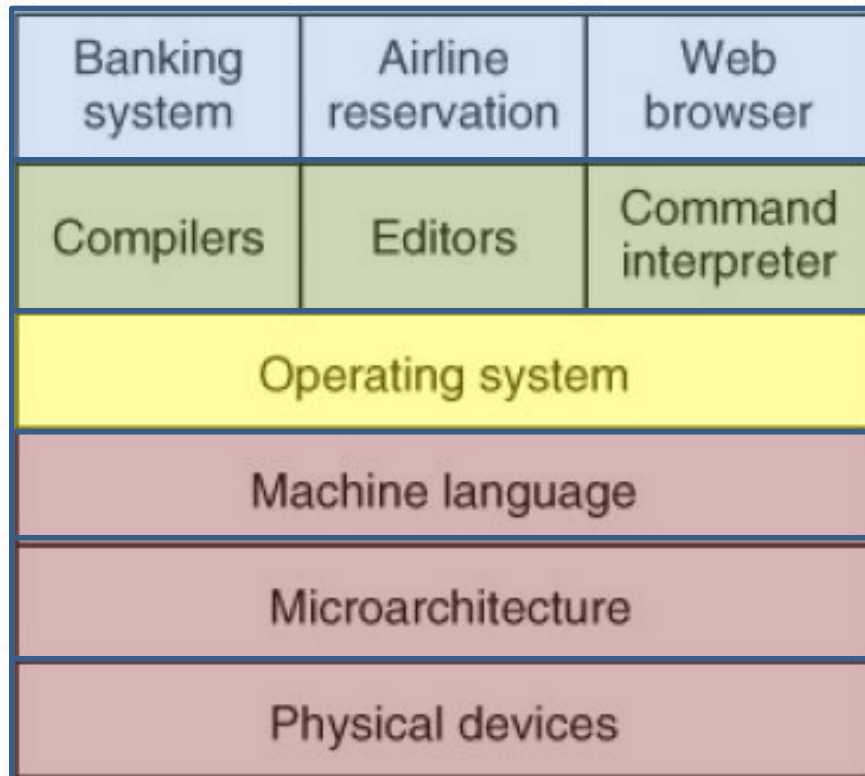 Banking system
Airline reservation
Web browser
Compilers
Editors
Command interpreter
Operating system
Machine language
Microarchitecture
Physical devices